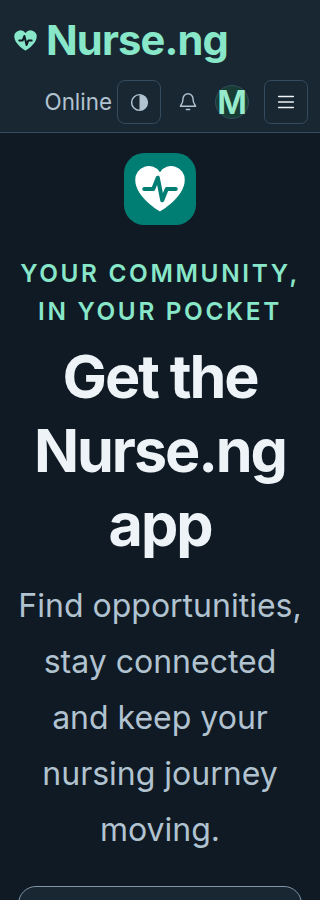 Nurse.ng
Online
M
YOUR COMMUNITY,
IN YOUR POCKET
Get the
Nurse.ng
app
Find opportunities,
stay connected
and keep your
nursing journey
moving.